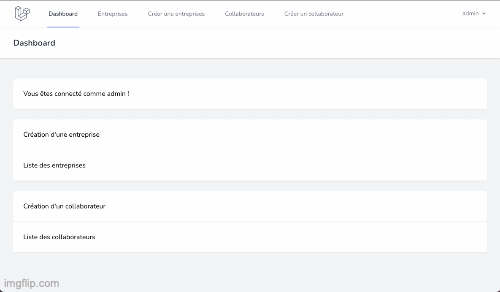 Dashboard Entreprises Créer une entreprises Collaborateurs Créer un collaborateur admin
Dashboard
Vous êtes connecté comme admin !
Création d'une entreprise
Liste des entreprises
Création d'un collaborateur
Liste des collaborateurs
imgflip.com